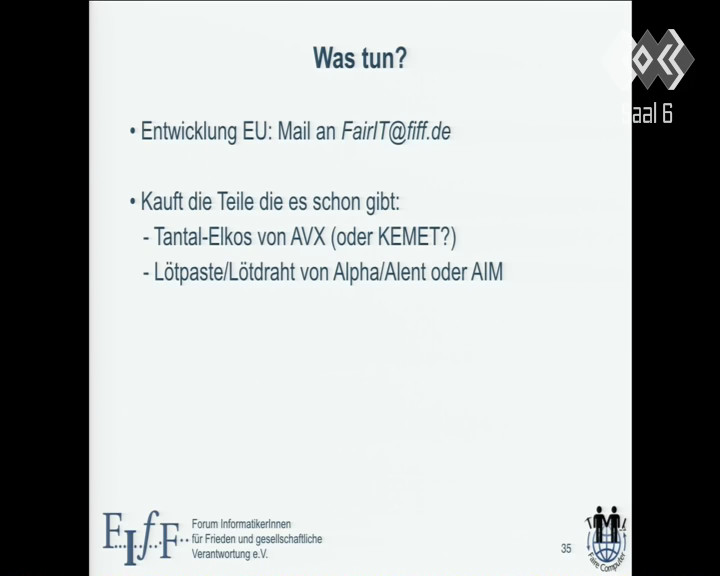 Was tun?
• Entwicklung EU: Mail an FairIT@fiff.de
• Kauft die Teile die es schon gibt:
- Tantal-Elkos von AVX (oder KEMET?)
- Lötpaste/Lötdraht von Alpha/Alent oder AIM
saal 6
F..I..f..F..
Forum InformatikerInnen
für Frieden und gesellschaftliche
Verantwortung e.V.
35
Faire Computer